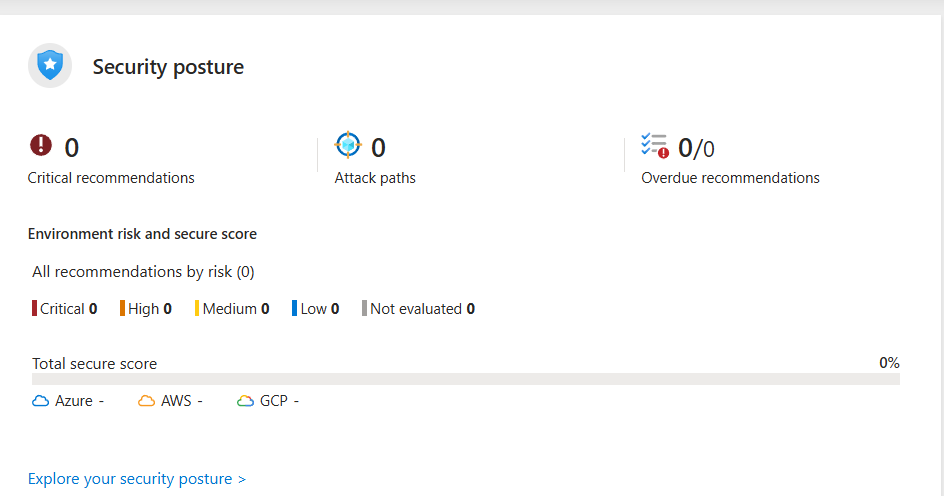 Security posture
0
Critical recommendations
0
Attack paths
0/0
Overdue recommendations
Environment risk and secure score
All recommendations by risk (0)
Critical 0 High 0 Medium 0 Low 0 Not evaluated 0
Total secure score 0%
Azure - AWS - GCP -
Explore your security posture >